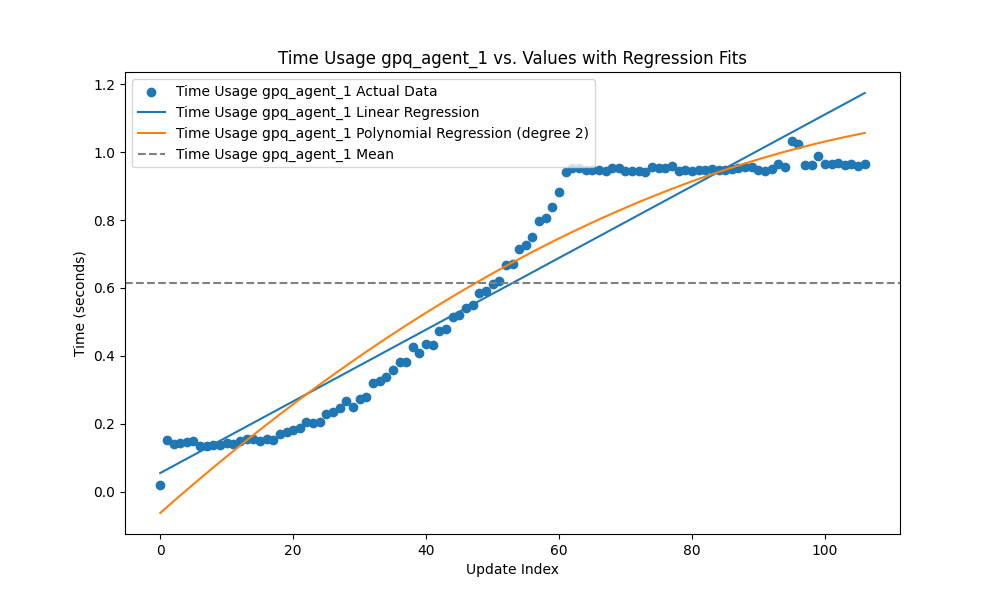 Time Usage gpq_agent_1 vs. Values with Regression Fits
Time Usage gpq_agent_1 Actual Data
Time Usage gpq_agent_1 Linear Regression
Time Usage gpq_agent_1 Polynomial Regression (degree 2)
Time Usage gpq_agent_1 Mean
Time (seconds)
1.2
1.0
0.8
0.6
0.4
0.2
0.0
0 20 40 60 80 100
Update Index